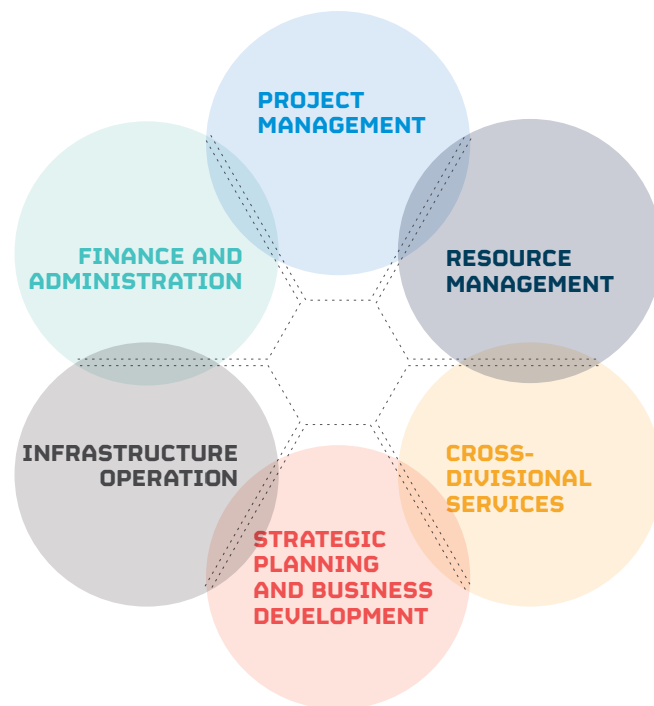 PROJECT
MANAGEMENT
FINANCE AND
ADMINISTRATION
RESOURCE
MANAGEMENT
INFRASTRUCTURE
OPERATION
CROSS-
DIVISIONAL
SERVICES
STRATEGIC
PLANNING
AND BUSINESS
DEVELOPMENT